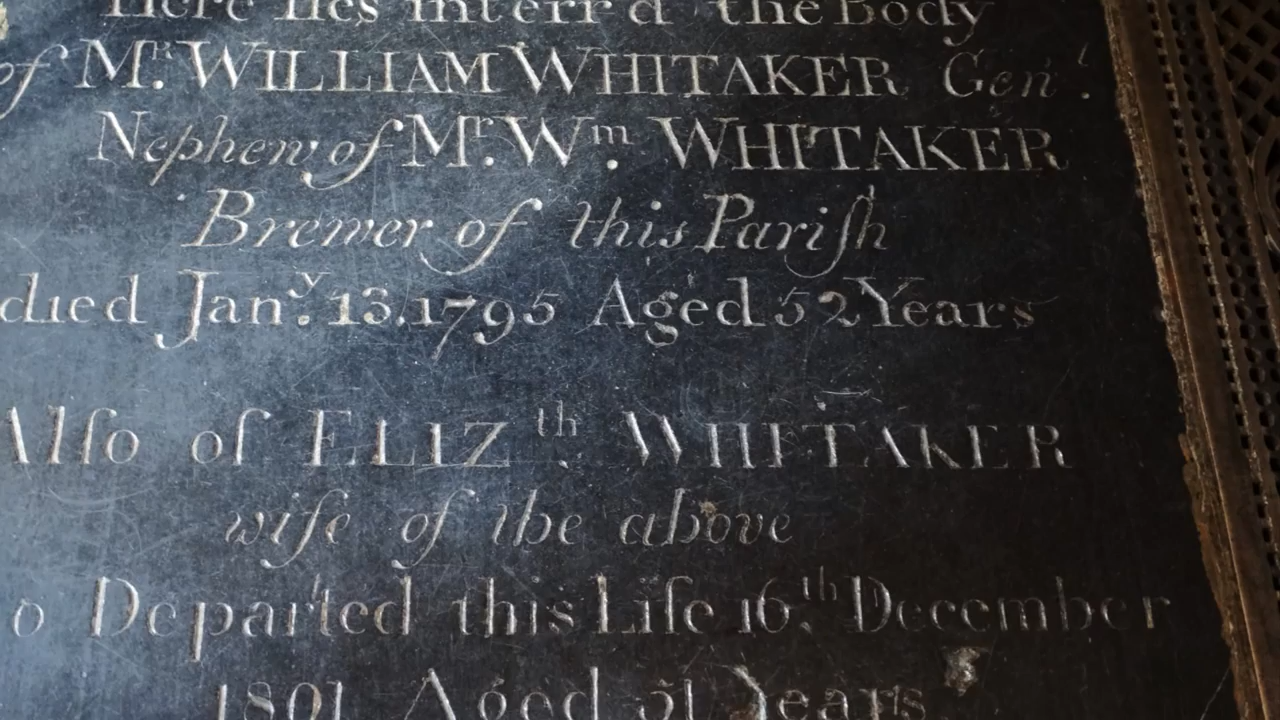 Here lies interr'd the Body
of Mr. WILLIAM WHITAKER Gent.
Nephew of Mr. Wm. WHITAKER
Brewer of this Pariſh
died Jany. 13. 1795 Aged 52 Years
Alſo of ELIZth. WHITAKER
wife of the above
o Departed this Life 16th. December
1801 Aged 51 Years